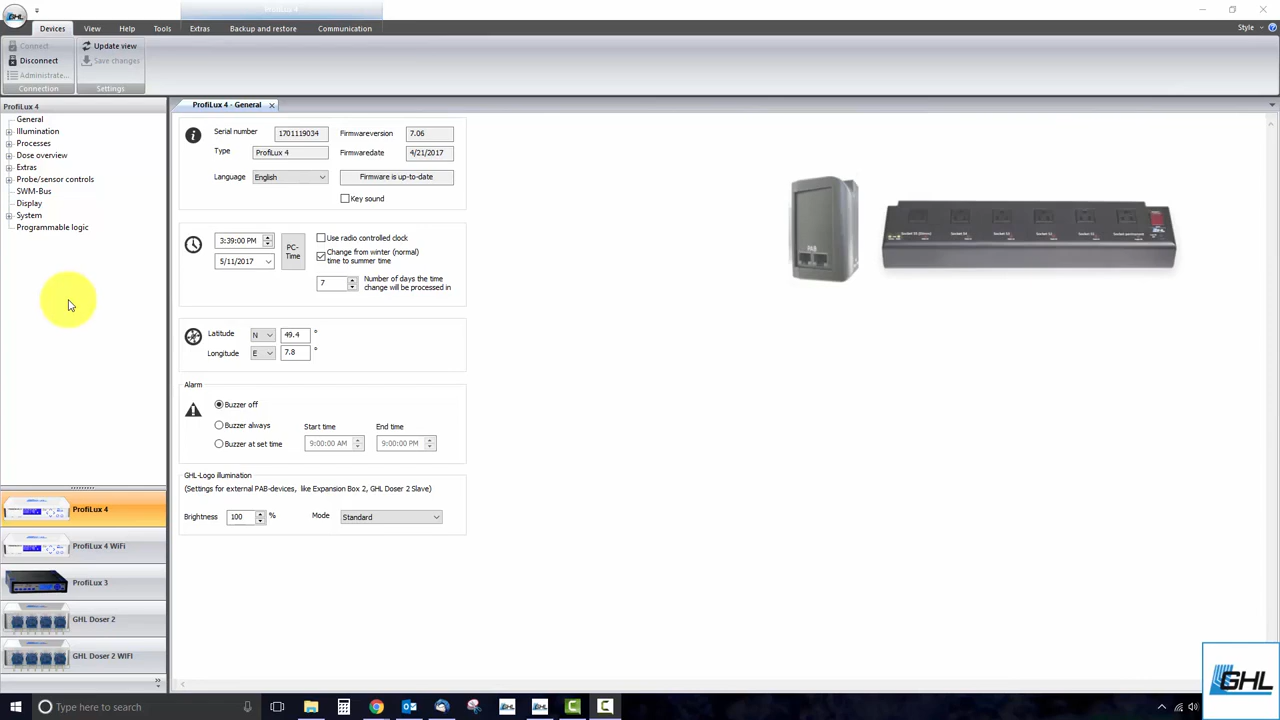 GHL
ProfiLux 4
Devices View Help Tools Extras Backup and restore Communication Style
Connect Update view
Disconnect Save changes
Administrate...
Connection Settings
ProfiLux 4
General
Illumination
Processes
Dose overview
Extras
Probe/sensor controls
SWM-Bus
Display
System
Programmable logic
ProfiLux 4
ProfiLux 4 WiFi
ProfiLux 3
GHL Doser 2
GHL Doser 2 WIFI
ProfiLux 4 - General
Serial number 1701119034 Firmwareversion 7.06
Type ProfiLux 4 Firmwaredate 4/21/2017
Language English Firmware is up-to-date
Key sound
3:39:00 PM
5/11/2017
PC-
Time
Use radio controlled clock
Change from winter (normal)
time to summer time
7 Number of days the time
change will be processed in
Latitude N 49.4 °
Longitude E 7.8 °
Alarm
Buzzer off
Buzzer always Start time End time
Buzzer at set time 9:00:00 AM 9:00:00 PM
GHL-Logo illumination
(Settings for external PAB-devices, like Expansion Box 2, GHL Doser 2 Slave)
Brightness 100 % Mode Standard
GHL
Type here to search